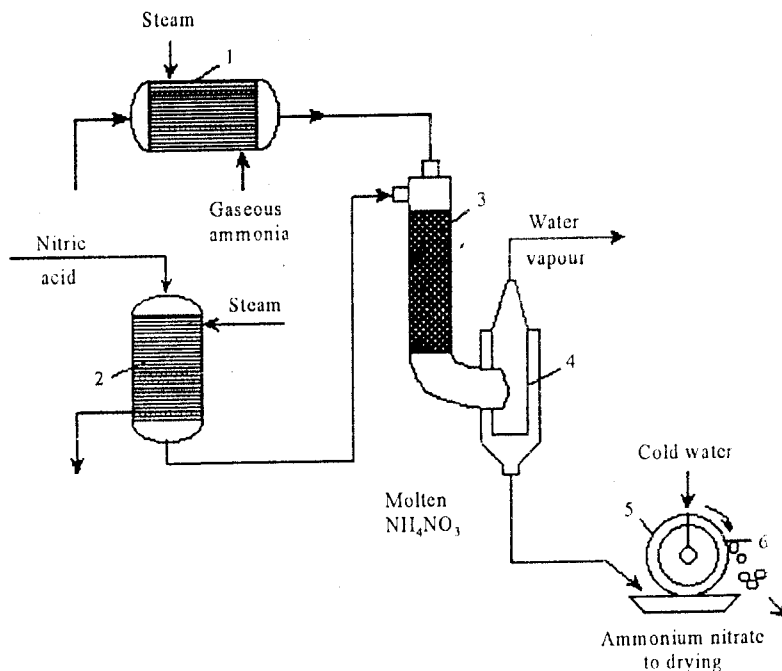 Steam
1
Gaseous
ammonia
3
Water
vapour
Nitric
acid
Steam
2
4
Cold water
Molten
NH₄NO₃
5
6
Ammonium nitrate
to drying